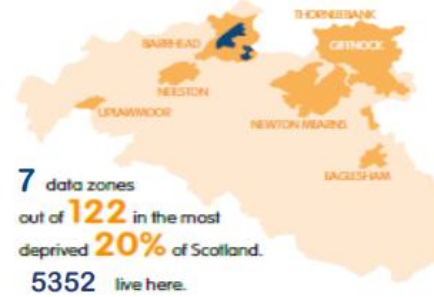 THORNLIEBANK
BARRHEAD
GIFFNOCK
NEILSTON
UPLAWMOOR
NEWTON MEARNS
EAGLESHAM
7 data zones
out of 122 in the most
deprived 20% of Scotland.
5352 live here.